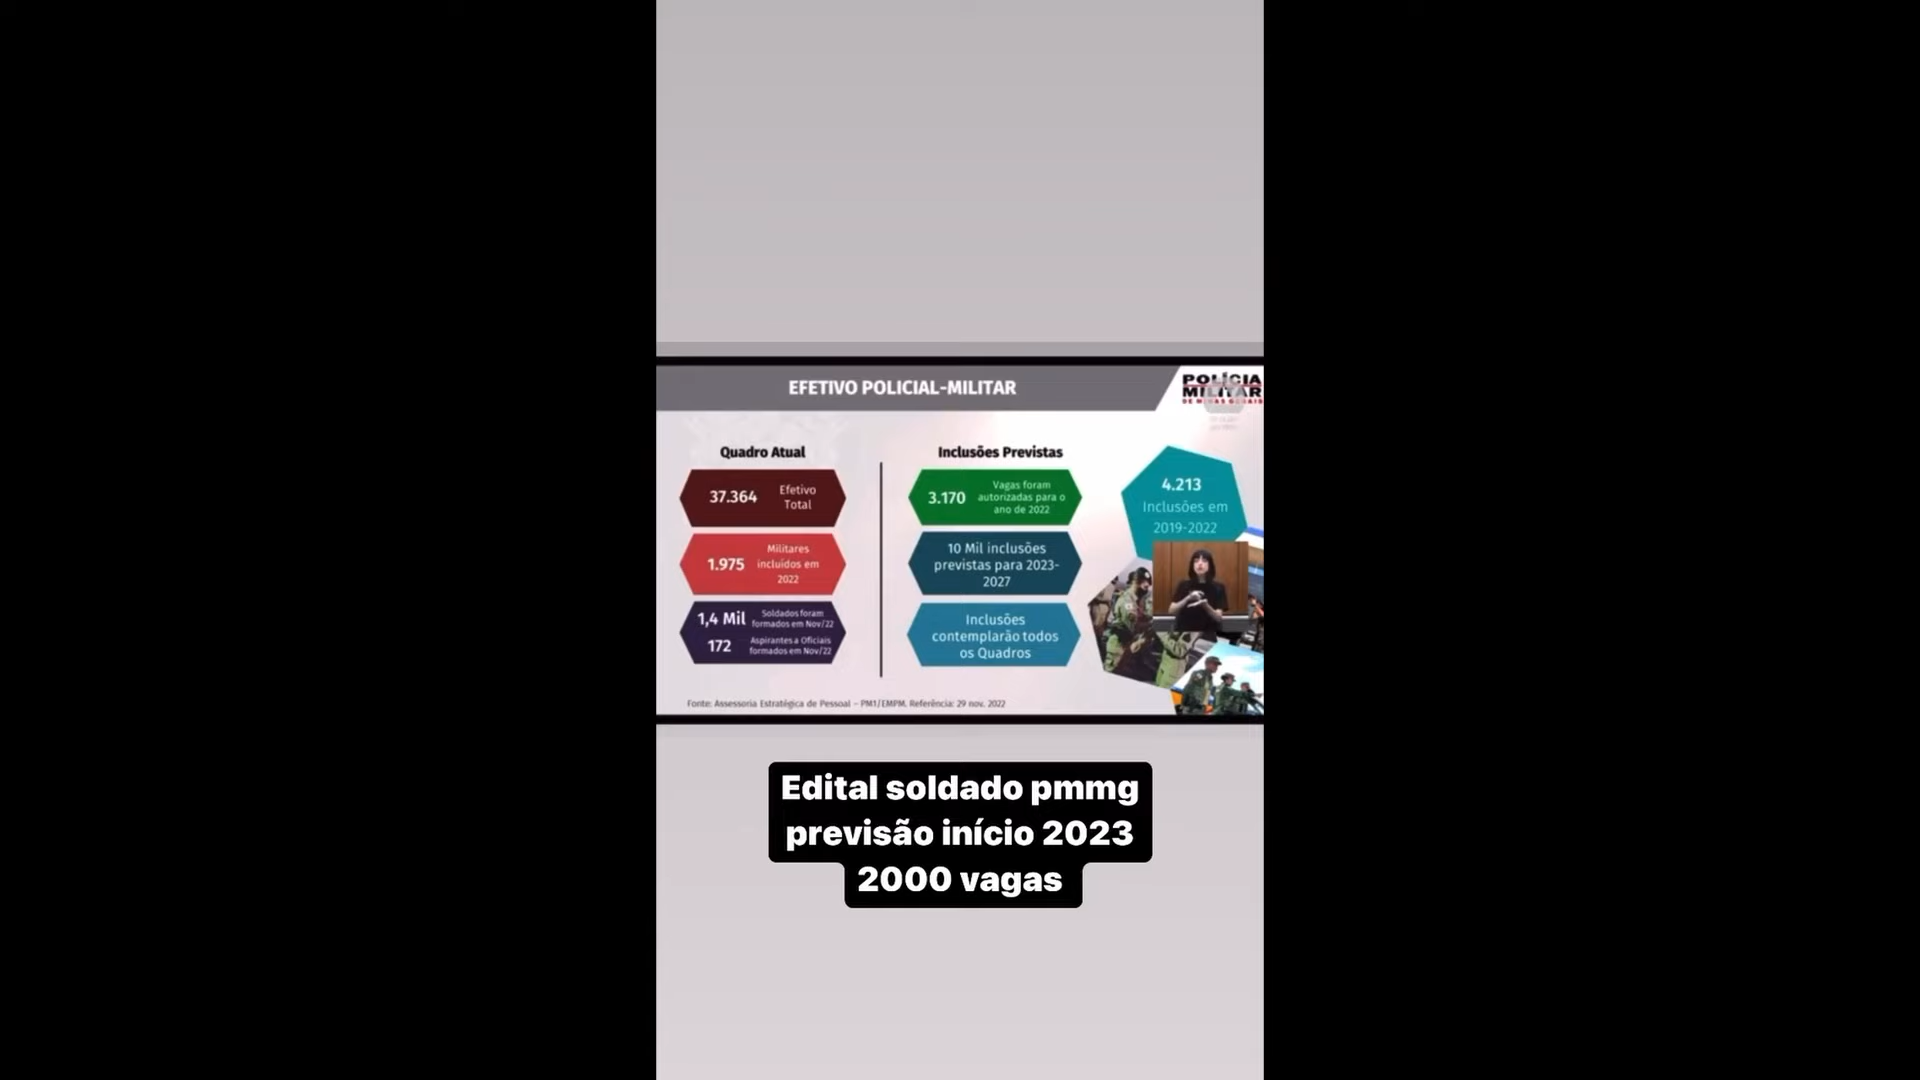 EFETIVO POLICIAL-MILITAR
POLÍCIA
MILITAR
DE MINAS GERAIS
Quadro Atual
37.364
Efetivo
Total
1.975
Militares
incluídos em
2022
1,4 Mil
Soldados foram
formados em Nov/22
172
Aspirantes a Oficiais
formados em Nov/22
Inclusões Previstas
3.170
Vagas foram
autorizadas para o
ano de 2022
10 Mil inclusões
previstas para 2023-
2027
Inclusões
contemplarão todos
os Quadros
4.213
Inclusões em
2019-2022
Fonte: Assessoria Estratégica de Pessoal - PM1/EMPM. Referência: 29 nov. 2022
Edital soldado pmmg
previsão início 2023
2000 vagas